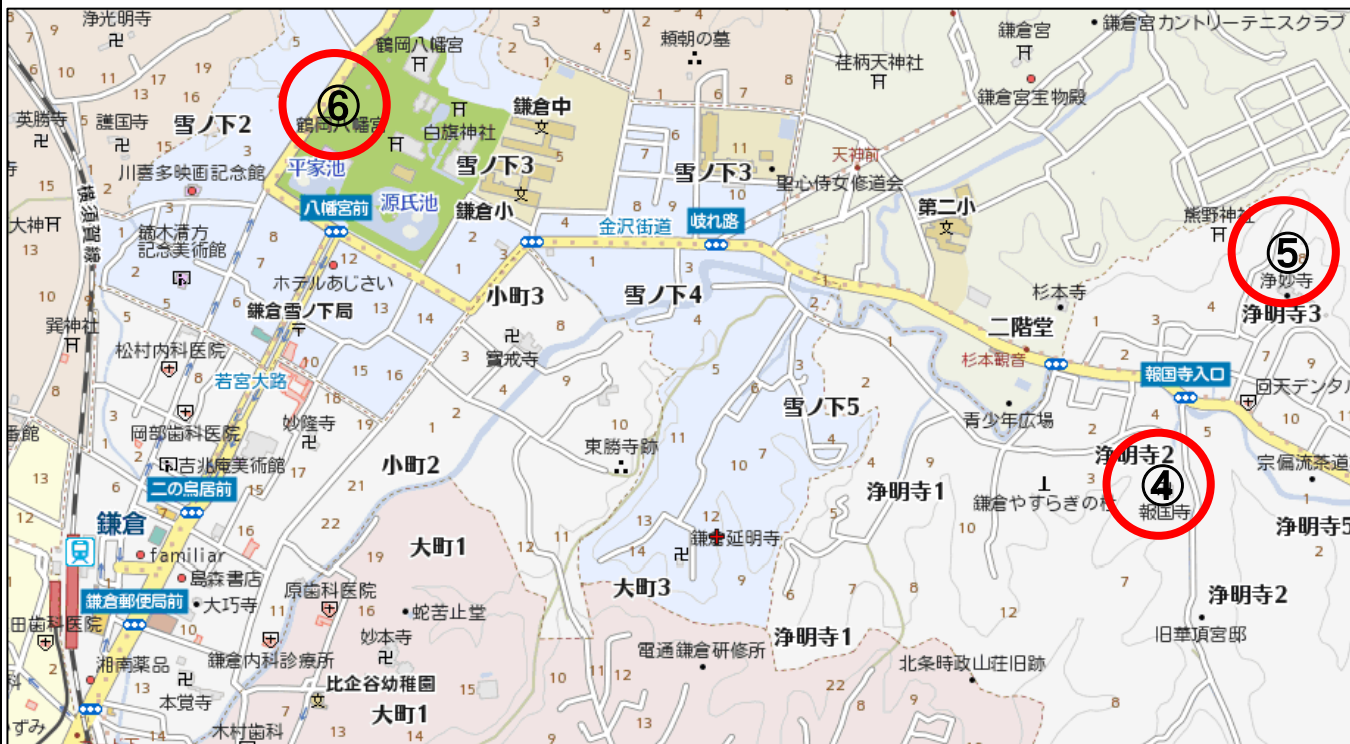 浄光明寺
鶴岡八幡宮
頼朝の墓
鎌倉宮カントリーテニスクラブ
鎌倉宮
荏柄天神社
鎌倉宮宝物殿
⑥
鎌倉中
英勝寺
護国寺
雪ノ下2
鶴岡八幡宮
白旗神社
川喜多映画記念館
平家池
雪ノ下3
雪ノ下3
天神前
聖心侍女修道会
源氏池
八幡宮前
鎌倉小
金沢街道
岐れ路
第二小
熊野神社
大神
横須賀線
鏑木清方
記念美術館
⑤
浄妙寺
浄明寺3
ホテルあじさい
小町3
雪ノ下4
杉本寺
鎌倉雪ノ下局
二階堂
巽神社
松村内科医院
寶戒寺
杉本観音
報国寺入口
若宮大路
回天デンタル
雪ノ下5
青少年広場
岡部歯科医院
妙隆寺
東勝寺跡
番館
吉兆庵美術館
小町2
浄明寺2
宗偏流茶道
二の鳥居前
浄明寺1
鎌倉やすらぎの杜
④
報国寺
浄明寺5
鎌倉
familiar
大町1
鎌倉延明寺
島森書店
原歯科医院
大町3
鎌倉郵便局前
大巧寺
蛇苦止堂
浄明寺2
田歯科医院
妙本寺
浄明寺1
旧華頂宮邸
湘南薬品
鎌倉内科診療所
電通鎌倉研修所
北条時政山荘旧跡
本覚寺
比企谷幼稚園
大町1
いずみ
木村歯科